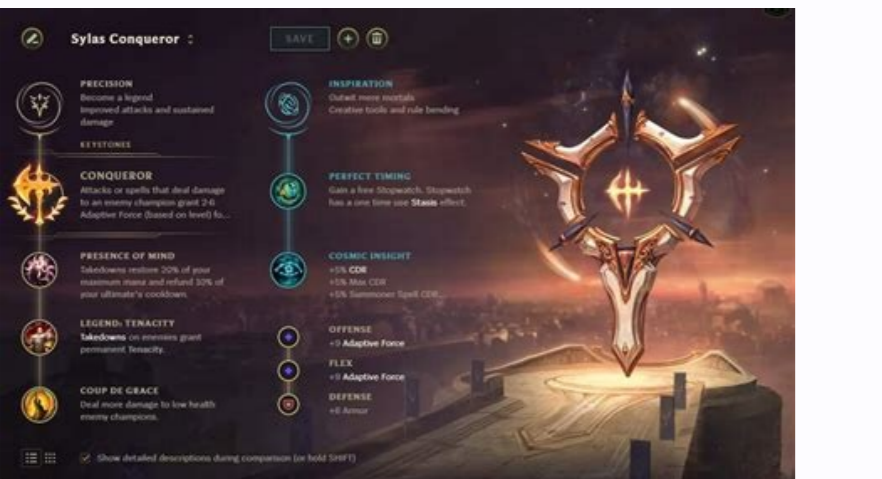 Sylas Conqueror
SAVE
PRECISION
Become a legend
Improved attacks and sustained
damage
KEYSTONES
CONQUEROR
Attacks or spells that deal damage
to an enemy champion grant 2-6
Adaptive Force (based on level) fo...
PRESENCE OF MIND
Takedowns restore 20% of your
maximum mana and refund 10% of
your ultimate's cooldown.
LEGEND: TENACITY
Takedowns on enemies grant
permanent Tenacity.
COUP DE GRACE
Deal more damage to low health
enemy champions.
INSPIRATION
Outwit mere mortals
Creative tools and rule bending
PERFECT TIMING
Gain a free Stopwatch. Stopwatch
has a one time use Stasis effect.
COSMIC INSIGHT
+5% CDR
+5% Max CDR
+5% Summoner Spell CDR...
OFFENSE
+9 Adaptive Force
FLEX
+9 Adaptive Force
DEFENSE
+6 Armor
Show detailed descriptions during comparison (or hold SHIFT)